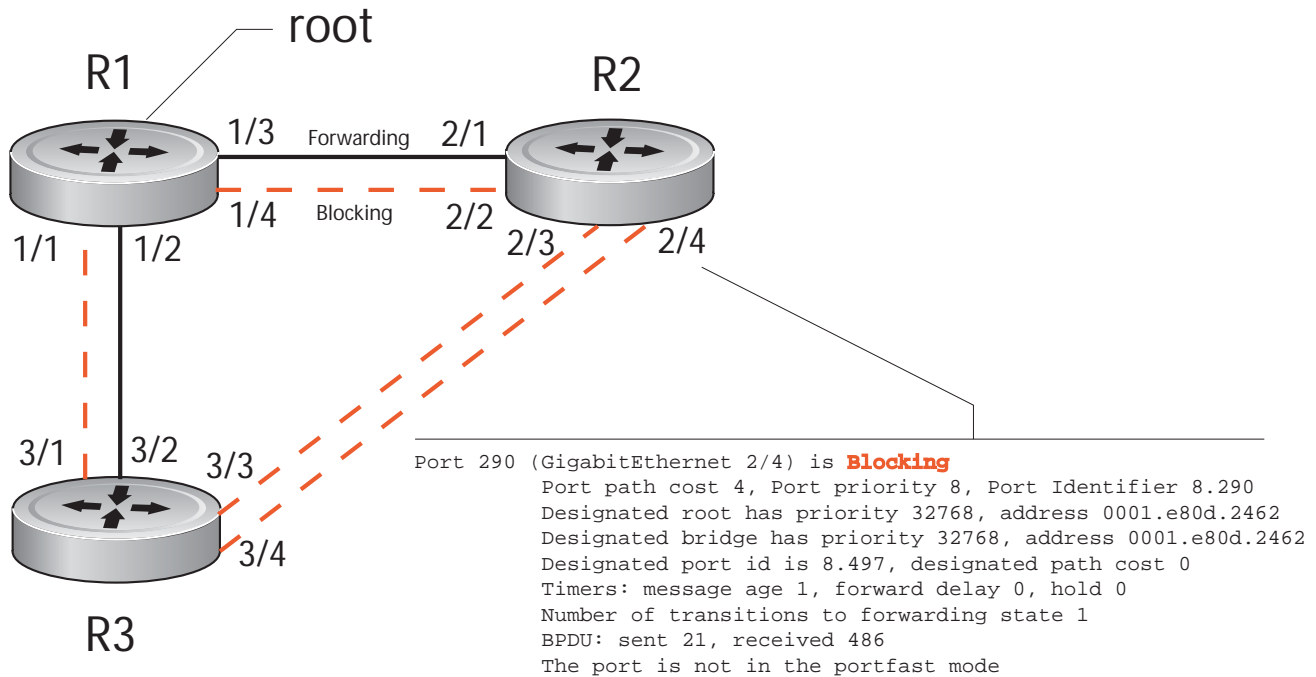 root
R1
R2
1/3
Forwarding
2/1
1/4
Blocking
2/2
1/1
1/2
2/3
2/4
3/1
3/2
3/3
3/4
R3
Port 290 (GigabitEthernet 2/4) is Blocking
Port path cost 4, Port priority 8, Port Identifier 8.290
Designated root has priority 32768, address 0001.e80d.2462
Designated bridge has priority 32768, address 0001.e80d.2462
Designated port id is 8.497, designated path cost 0
Timers: message age 1, forward delay 0, hold 0
Number of transitions to forwarding state 1
BPDU: sent 21, received 486
The port is not in the portfast mode